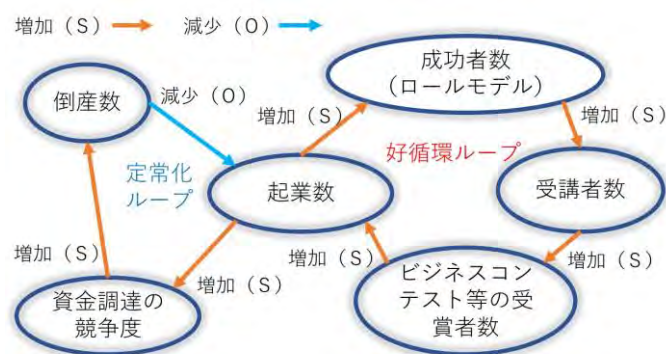 増加（S） 減少（O）
成功者数
（ロールモデル）
倒産数
減少（O）
増加（S）
増加（S）
定常化
ループ
好循環ループ
起業数
受講者数
増加（S）
増加（S）
増加（S）
増加（S）
資金調達の
競争度
ビジネスコン
テスト等の受
賞者数